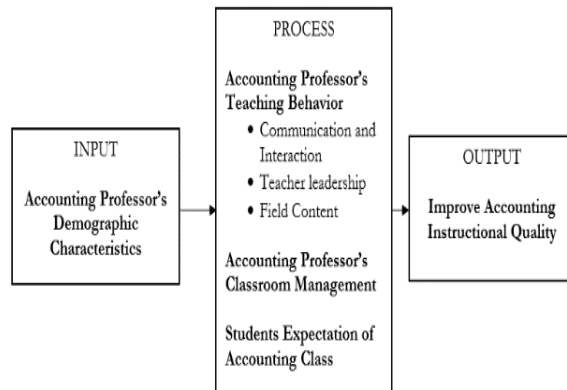 INPUT
Accounting Professor's
Demographic
Characteristics
PROCESS
Accounting Professor's
Teaching Behavior
• Communication and
Interaction
• Teacher leadership
• Field Content
Accounting Professor's
Classroom Management
Students Expectation of
Accounting Class
OUTPUT
Improve Accounting
Instructional Quality